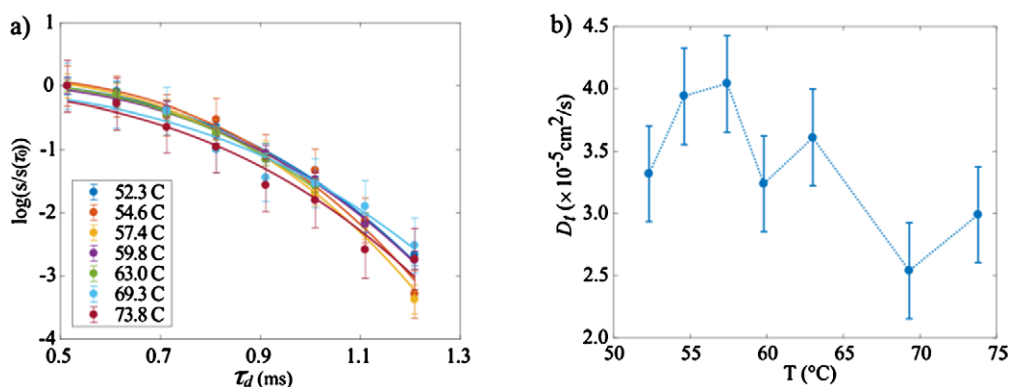 a)
1
0
-1
-2
-3
-4
log(s/s(τ₀))
52.3 C
54.6 C
57.4 C
59.8 C
63.0 C
69.3 C
73.8 C
0.5 0.7 0.9 1.1 1.3
τd (ms)
b)
4.5
4.0
3.5
3.0
2.5
2.0
Dt (× 10⁻⁵cm²/s)
50 55 60 65 70 75
T (°C)